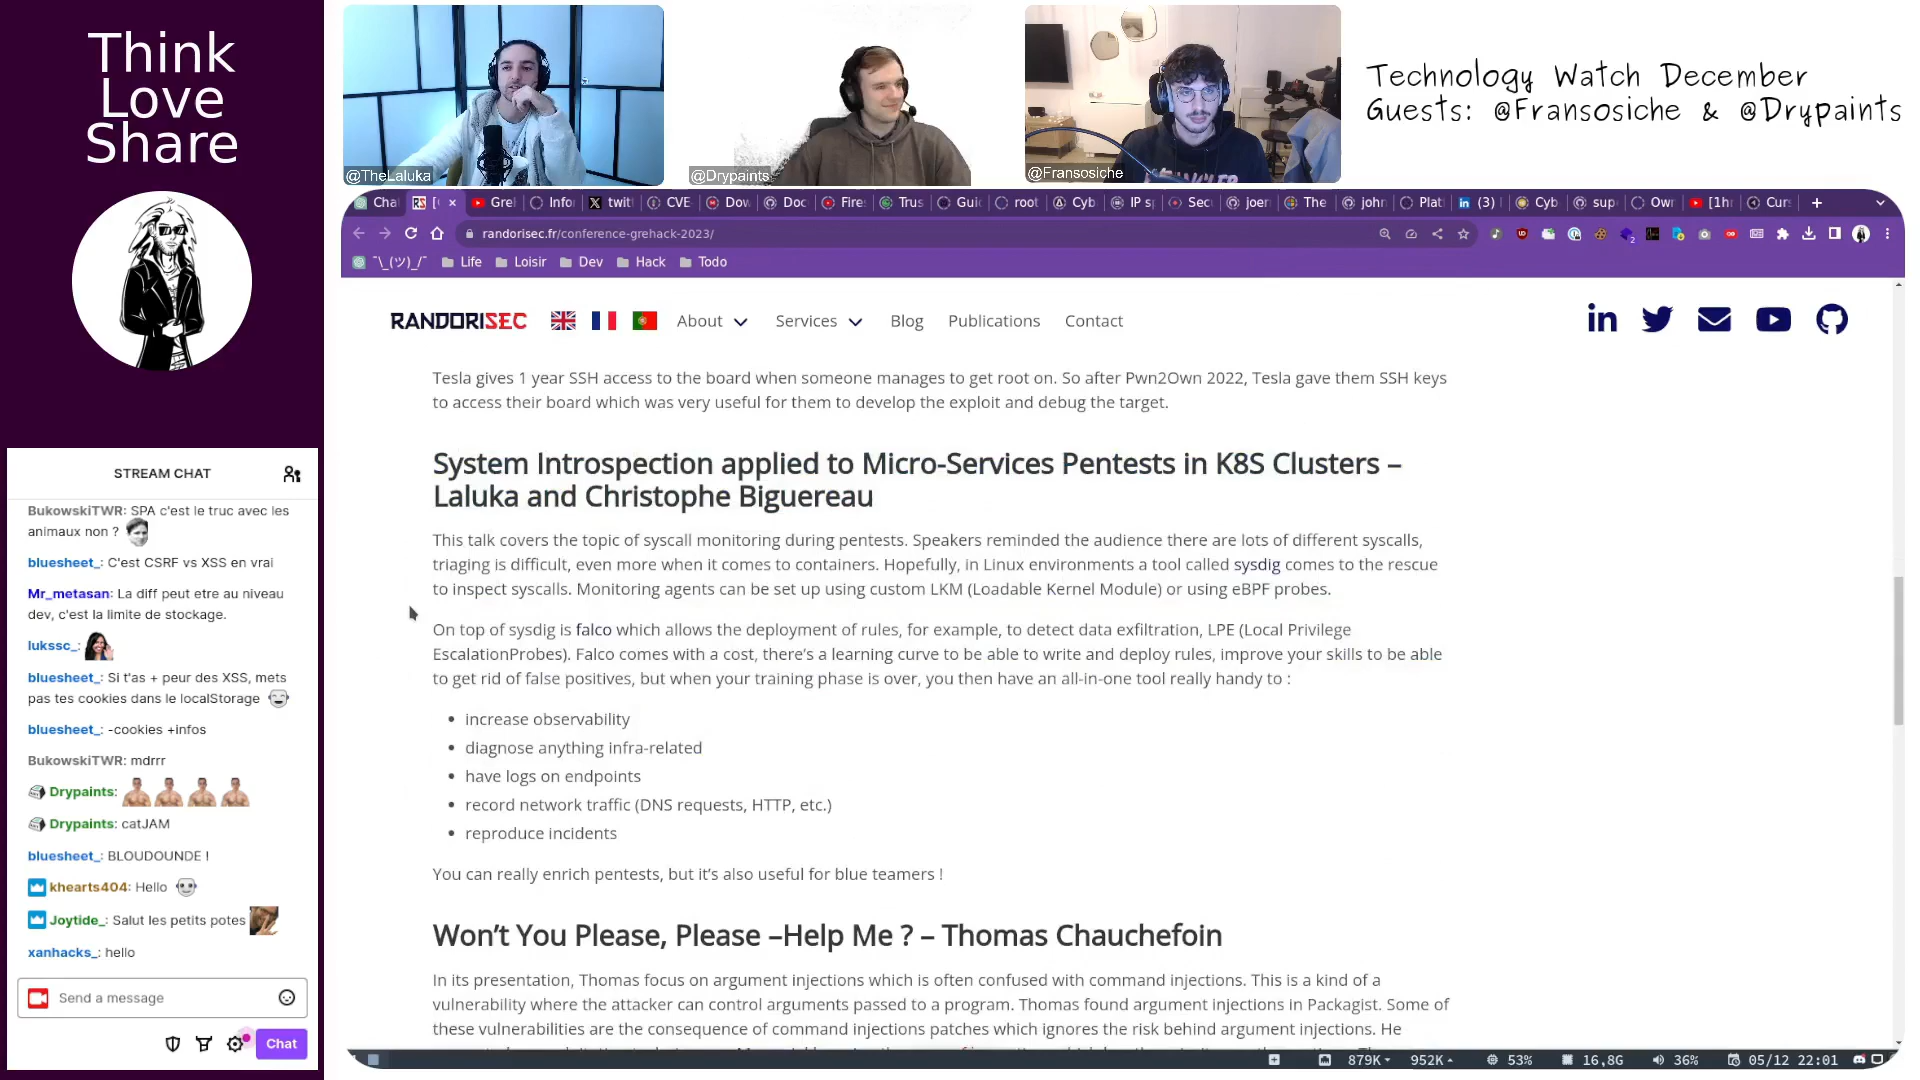 Think
Love
Share
@TheLaluka
@Drypaints
@Fransosiche
Technology Watch December
Guests: @Fransosiche & @Drypaints
Chat
Infor
twitt
CVE
Doc
Trus
root
Cyb
IP sp
Sec
The
john
Plat
in (3)
Cyb
Own
[1hr
randorisec.fr/conference-grehack-2023/
¯\_(ツ)_/¯ Life Loisir Dev Hack Todo
RANDORISEC About Services Blog Publications Contact
Tesla gives 1 year SSH access to the board when someone manages to get root on. So after Pwn2Own 2022, Tesla gave them SSH keys
to access their board which was very useful for them to develop the exploit and debug the target.
System Introspection applied to Micro-Services Pentests in K8S Clusters –
Laluka and Christophe Biguereau
This talk covers the topic of syscall monitoring during pentests. Speakers reminded the audience there are lots of different syscalls,
triaging is difficult, even more when it comes to containers. Hopefully, in Linux environments a tool called sysdig comes to the rescue
to inspect syscalls. Monitoring agents can be set up using custom LKM (Loadable Kernel Module) or using eBPF probes.
On top of sysdig is falco which allows the deployment of rules, for example, to detect data exfiltration, LPE (Local Privilege
EscalationProbes). Falco comes with a cost, there's a learning curve to be able to write and deploy rules, improve your skills to be able
to get rid of false positives, but when your training phase is over, you then have an all-in-one tool really handy to :
increase observability
diagnose anything infra-related
have logs on endpoints
record network traffic (DNS requests, HTTP, etc.)
reproduce incidents
You can really enrich pentests, but it's also useful for blue teamers !
Won't You Please, Please –Help Me ? – Thomas Chauchefoin
In its presentation, Thomas focus on argument injections which is often confused with command injections. This is a kind of a
vulnerability where the attacker can control arguments passed to a program. Thomas found argument injections in Packagist. Some of
these vulnerabilities are the consequence of command injections patches which ignores the risk behind argument injections. He
STREAM CHAT
BukowskiTWR: SPA c'est le truc avec les
animaux non ?
bluesheet_: C'est CSRF vs XSS en vrai
Mr_metasan: La diff peut etre au niveau
dev, c'est la limite de stockage.
lukssc_:
bluesheet_: Si t'as + peur des XSS, mets
pas tes cookies dans le localStorage
bluesheet_: -cookies +infos
BukowskiTWR: mdrrr
Drypaints:
Drypaints: catJAM
bluesheet_: BLOUDOUNDE !
khearts404: Hello
Joytide_: Salut les petits potes
xanhacks_: hello
Send a message
Chat
879K 952K 53% 16,8G 36% 05/12 22:01